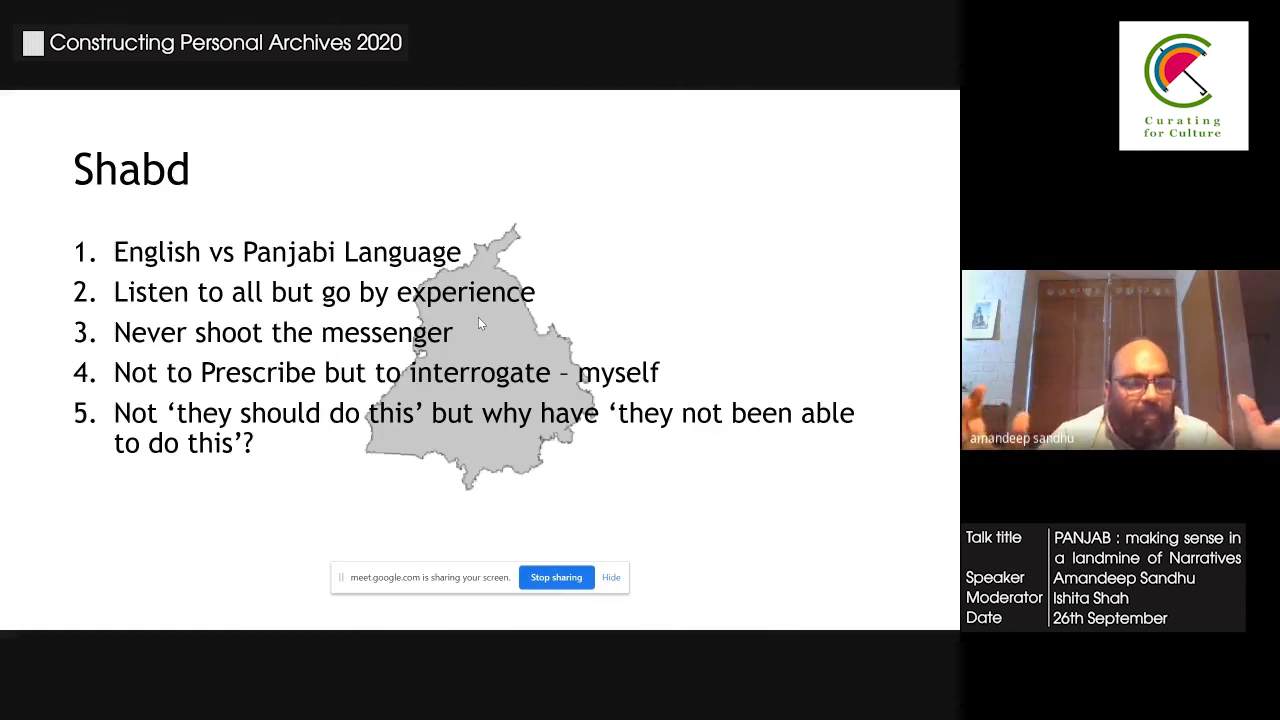 Constructing Personal Archives 2020
Curating
for Culture
Shabd
1. English vs Panjabi Language
2. Listen to all but go by experience
3. Never shoot the messenger
4. Not to Prescribe but to interrogate – myself
5. Not ‘they should do this’ but why have ‘they not been able
to do this’?
amandeep sandhu
meet.google.com is sharing your screen. Stop sharing Hide
Talk title PANJAB : making sense in
a landmine of Narratives
Speaker Amandeep Sandhu
Moderator Ishita Shah
Date 26th September